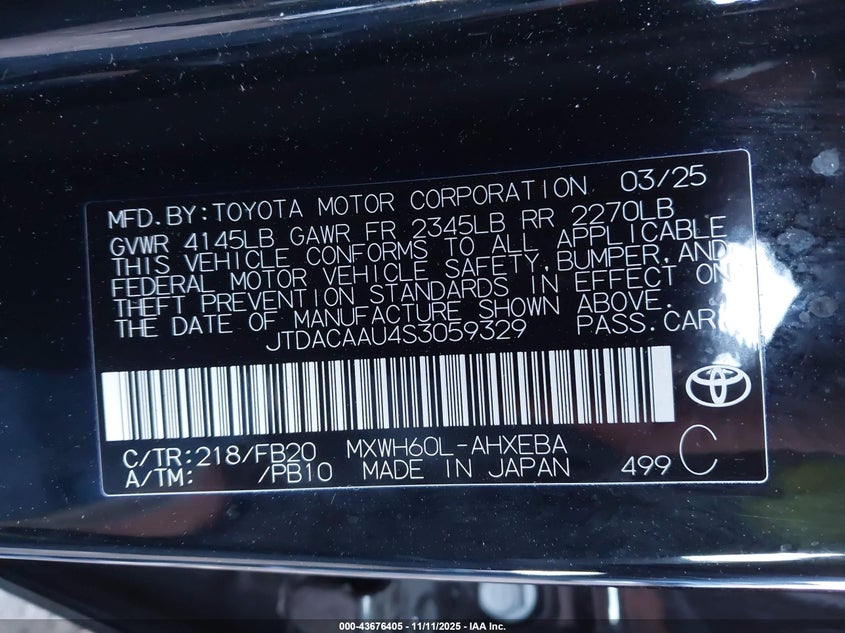 MFD.BY:TOYOTA MOTOR CORPORATION 03/25
GVWR 4145LB GAWR FR 2345LB RR 2270LB
THIS VEHICLE CONFORMS TO ALL APPLICABLE
FEDERAL MOTOR VEHICLE SAFETY,BUMPER,AND
THEFT PREVENTION STANDARDS IN EFFECT ON
THE DATE OF MANUFACTURE SHOWN ABOVE.
JTDACAAU4S3059329 PASS.CAR
C/TR:218/FB20 MXWH60L-AHXEBA
A/TM: /PB10 MADE IN JAPAN 499 C
000-43676405 - 11/11/2025 - IAA Inc.